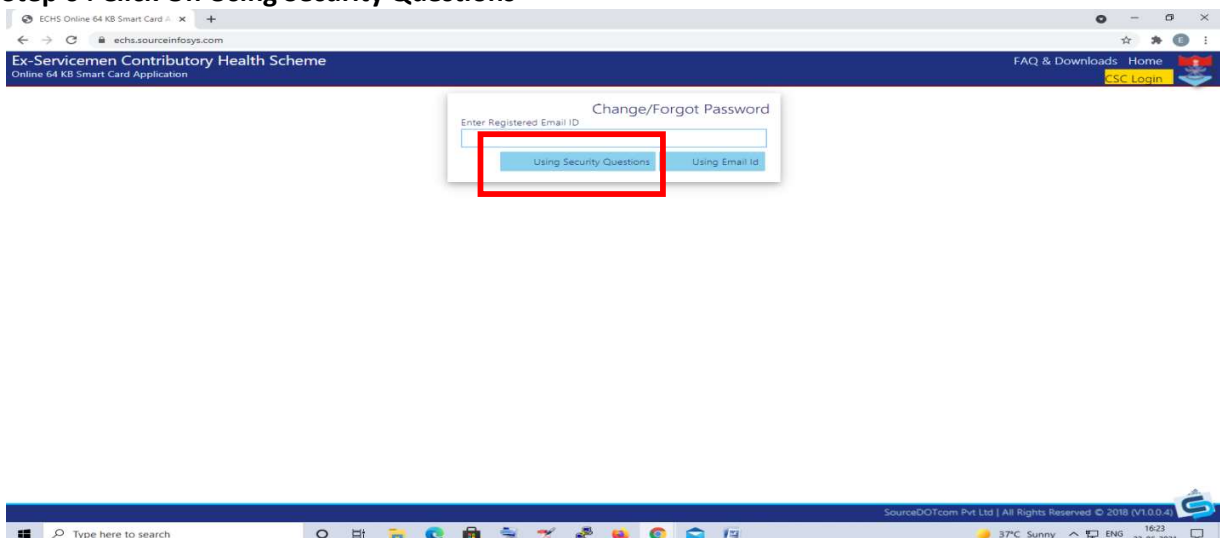 ECHS Online 64 KB Smart Card A
echs.sourceinfosys.com
Ex-Servicemen Contributory Health Scheme
Online 64 KB Smart Card Application
FAQ & Downloads Home
CSC Login
Change/Forgot Password
Enter Registered Email ID
Using Security Questions Using Email Id
SourceDOTcom Pvt Ltd | All Rights Reserved © 2018 (V1.0.0.4)
Type here to search
37°C Sunny ENG 16:23